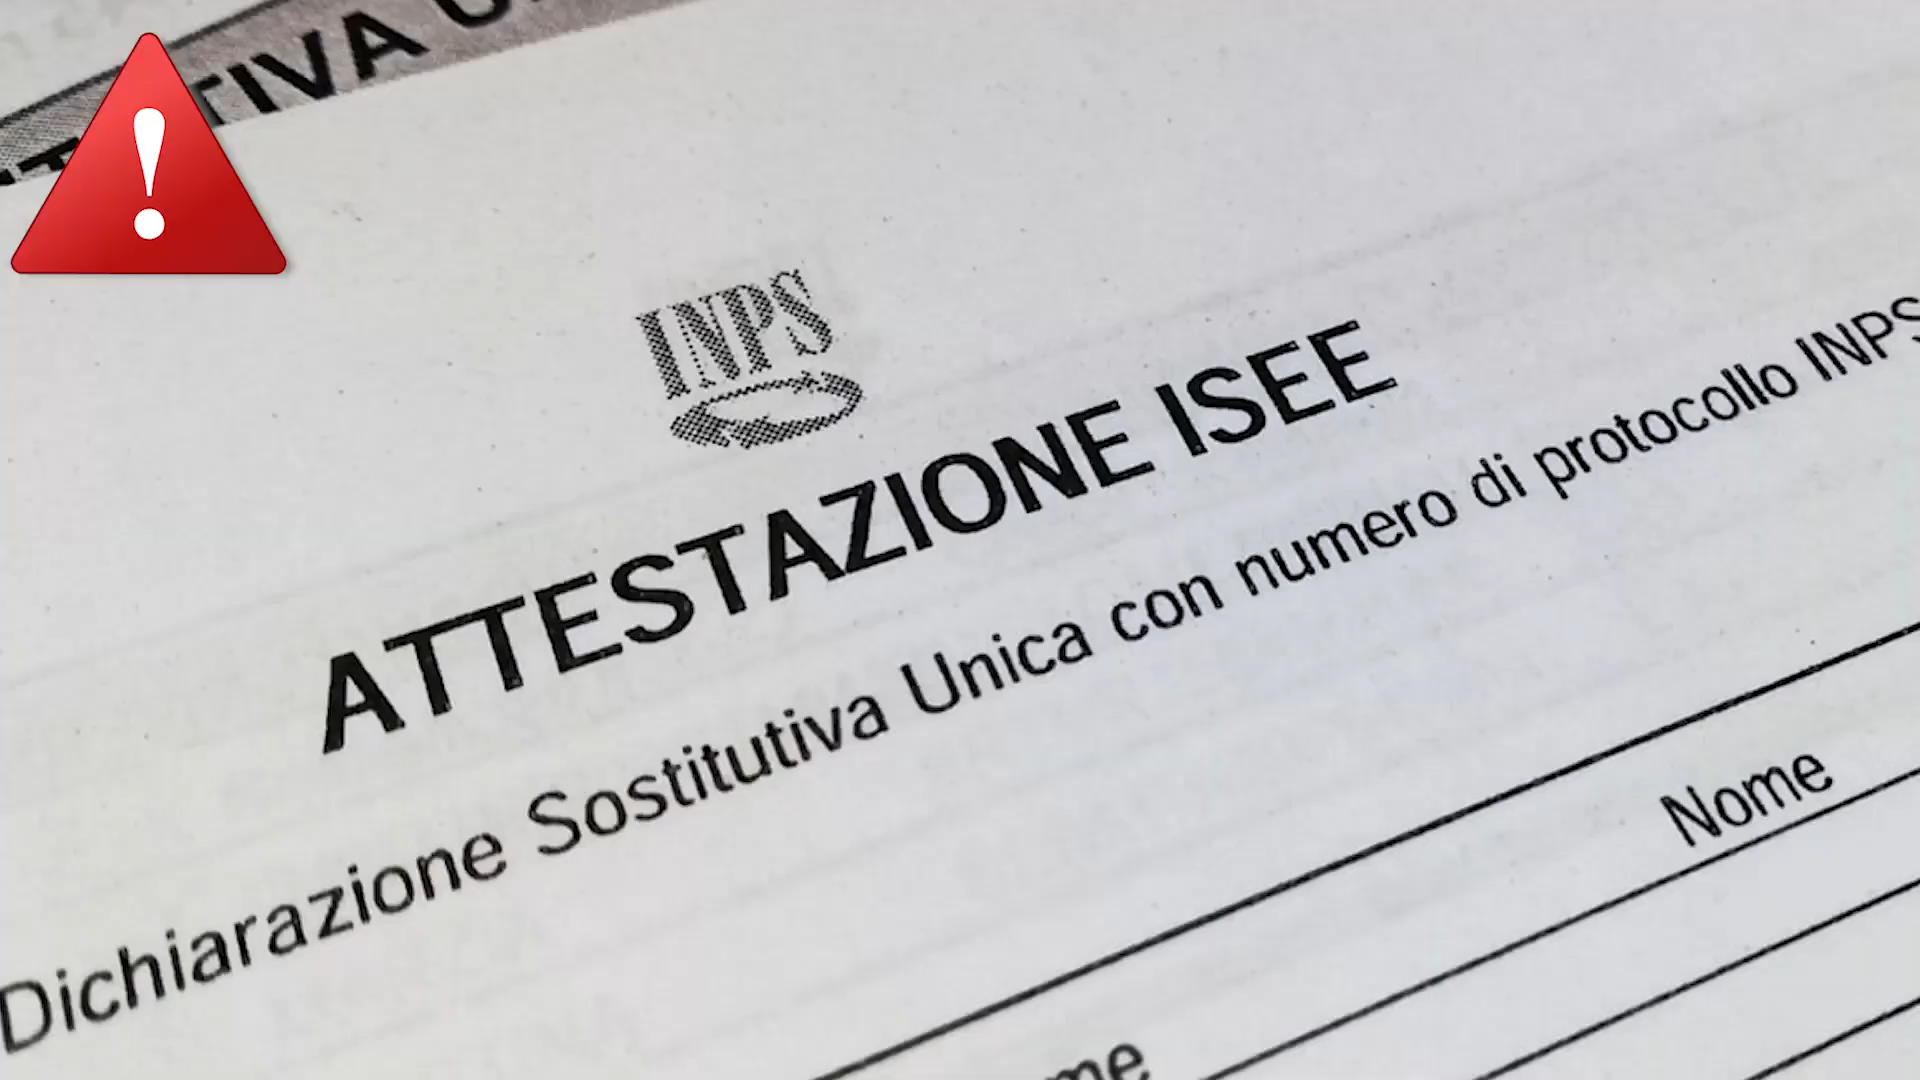 INPS
ATTESTAZIONE ISEE
Dichiarazione Sostitutiva Unica con numero di protocollo INPS
Nome